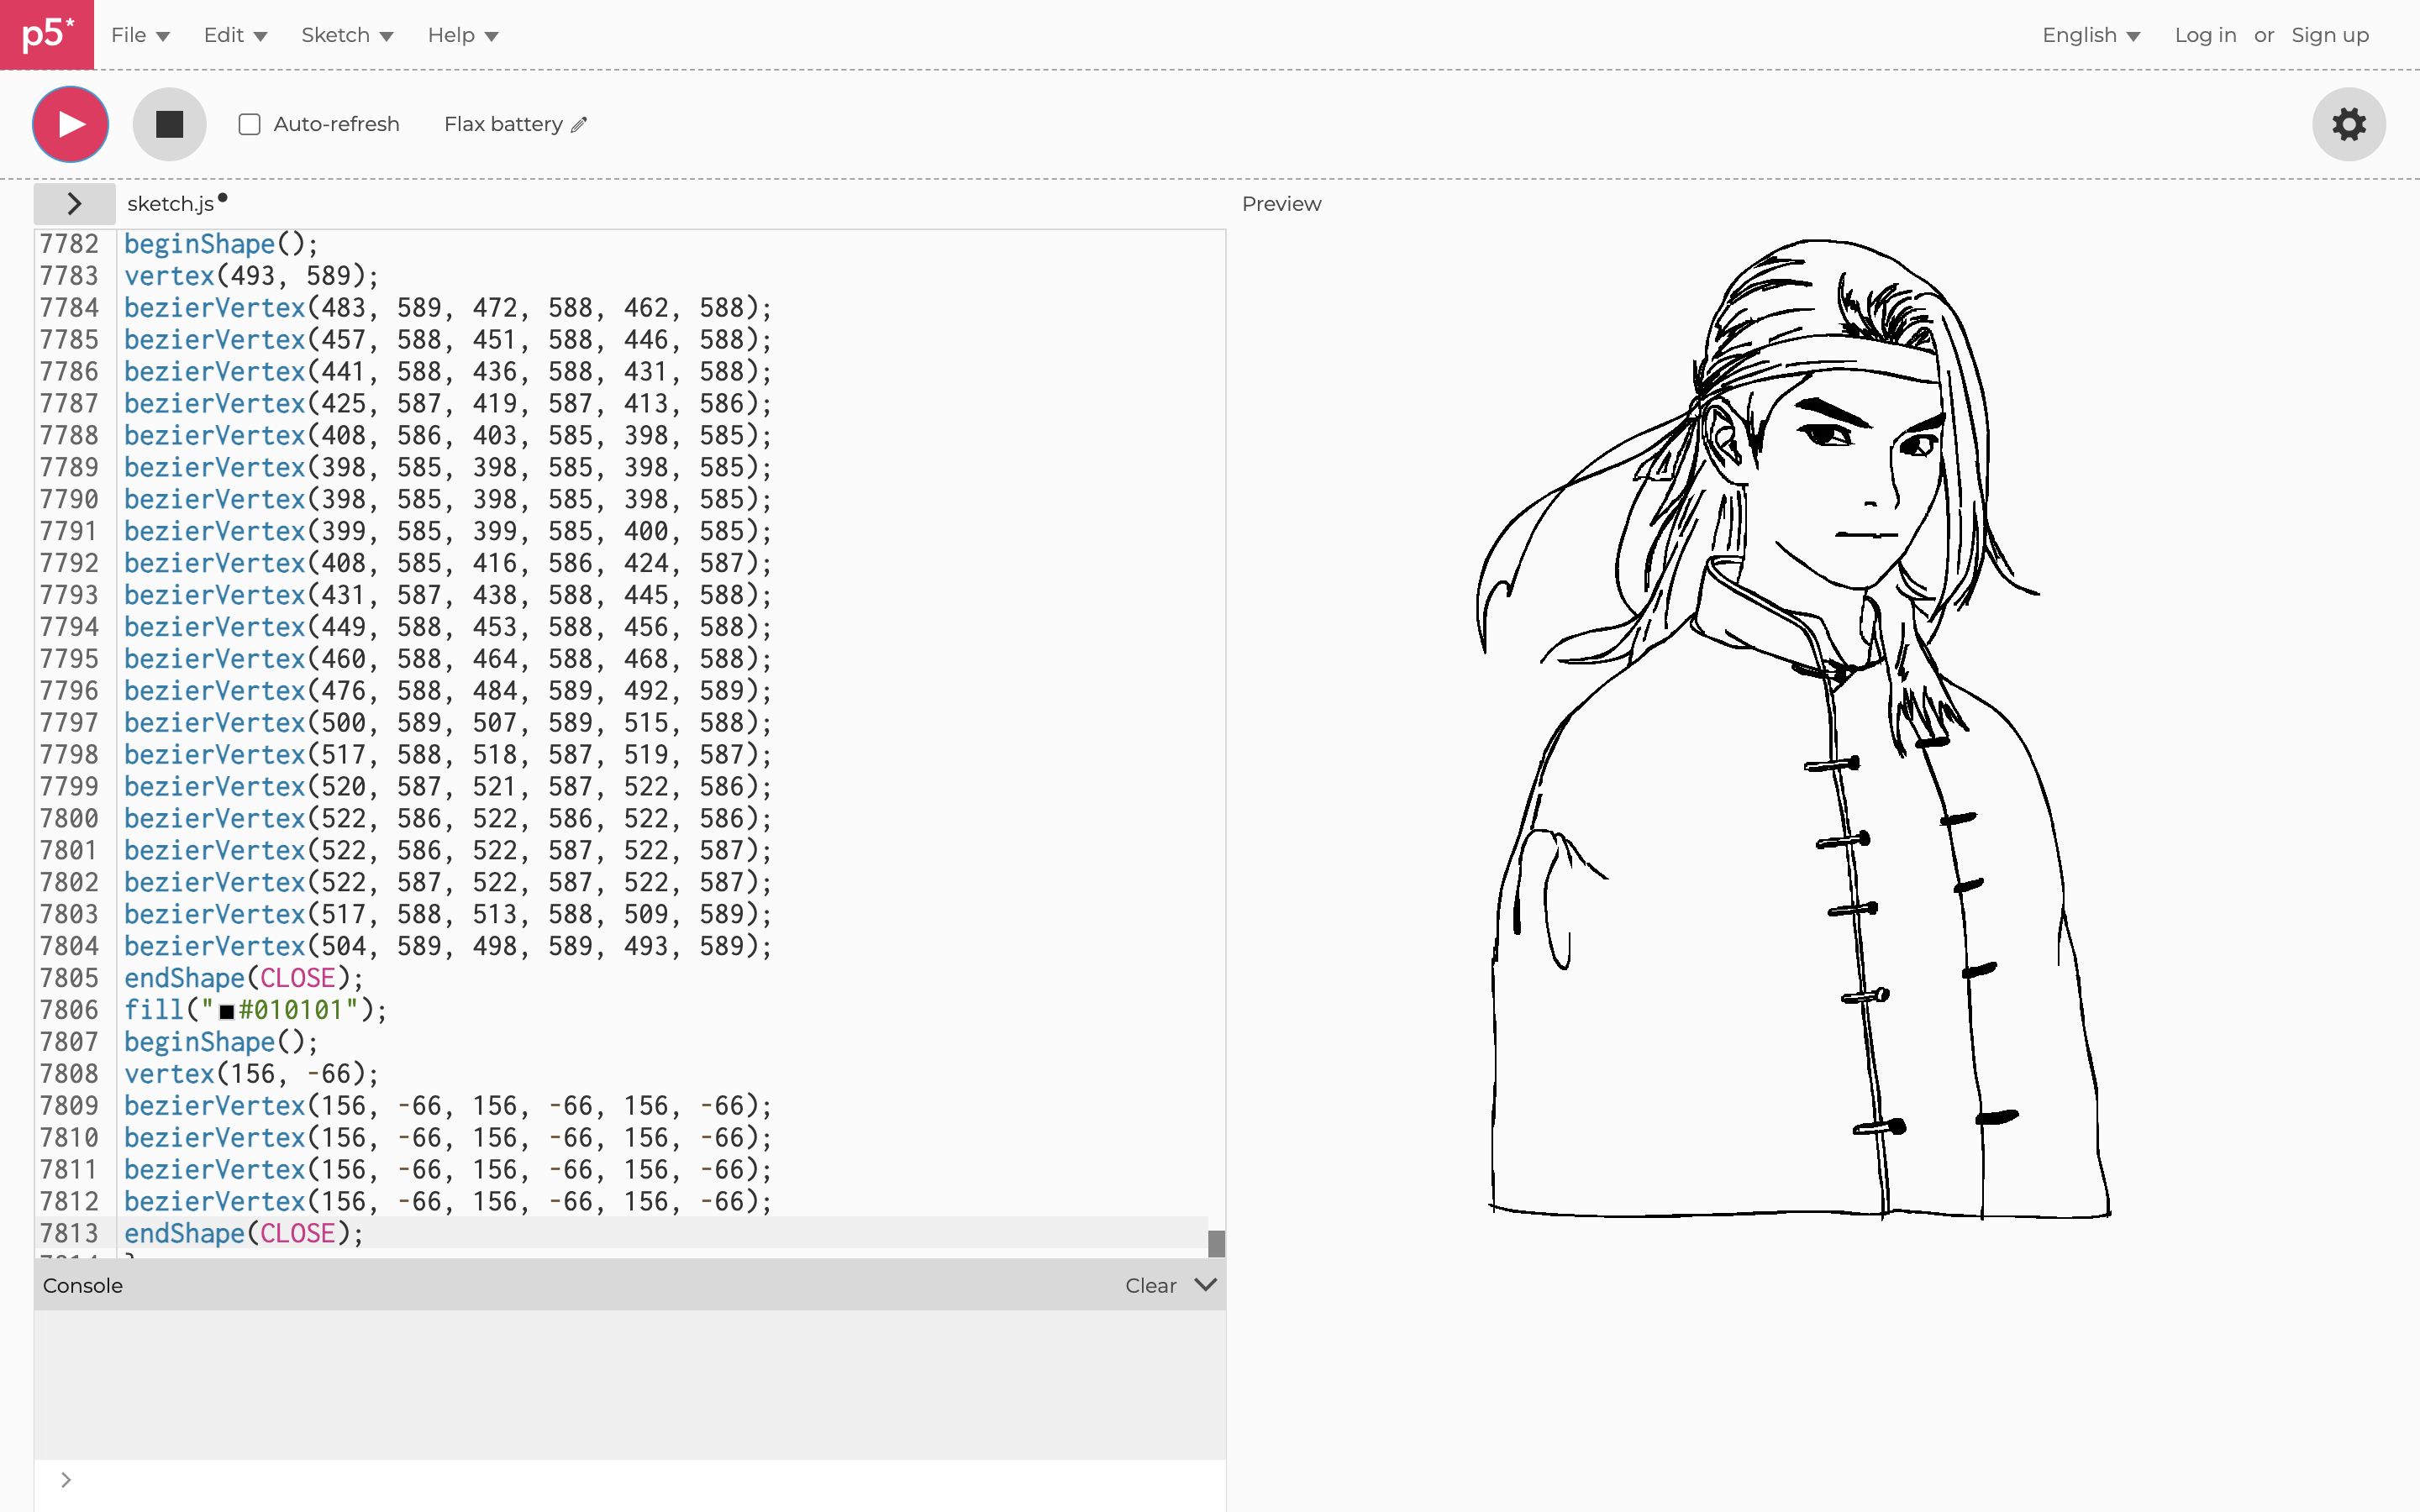 p5*
File Edit Sketch Help English Log in or Sign up
Auto-refresh Flax battery
sketch.js
Preview
7782 beginShape();
7783 vertex(493, 589);
7784 bezierVertex(483, 589, 472, 588, 462, 588);
7785 bezierVertex(457, 588, 451, 588, 446, 588);
7786 bezierVertex(441, 588, 436, 588, 431, 588);
7787 bezierVertex(425, 587, 419, 587, 413, 586);
7788 bezierVertex(408, 586, 403, 585, 398, 585);
7789 bezierVertex(398, 585, 398, 585, 398, 585);
7790 bezierVertex(398, 585, 398, 585, 398, 585);
7791 bezierVertex(399, 585, 399, 585, 400, 585);
7792 bezierVertex(408, 585, 416, 586, 424, 587);
7793 bezierVertex(431, 587, 438, 588, 445, 588);
7794 bezierVertex(449, 588, 453, 588, 456, 588);
7795 bezierVertex(460, 588, 464, 588, 468, 588);
7796 bezierVertex(476, 588, 484, 589, 492, 589);
7797 bezierVertex(500, 589, 507, 589, 515, 588);
7798 bezierVertex(517, 588, 518, 587, 519, 587);
7799 bezierVertex(520, 587, 521, 587, 522, 586);
7800 bezierVertex(522, 586, 522, 586, 522, 586);
7801 bezierVertex(522, 586, 522, 587, 522, 587);
7802 bezierVertex(522, 587, 522, 587, 522, 587);
7803 bezierVertex(517, 588, 513, 588, 509, 589);
7804 bezierVertex(504, 589, 498, 589, 493, 589);
7805 endShape(CLOSE);
7806 fill("#010101");
7807 beginShape();
7808 vertex(156, -66);
7809 bezierVertex(156, -66, 156, -66, 156, -66);
7810 bezierVertex(156, -66, 156, -66, 156, -66);
7811 bezierVertex(156, -66, 156, -66, 156, -66);
7812 bezierVertex(156, -66, 156, -66, 156, -66);
7813 endShape(CLOSE);
Console Clear